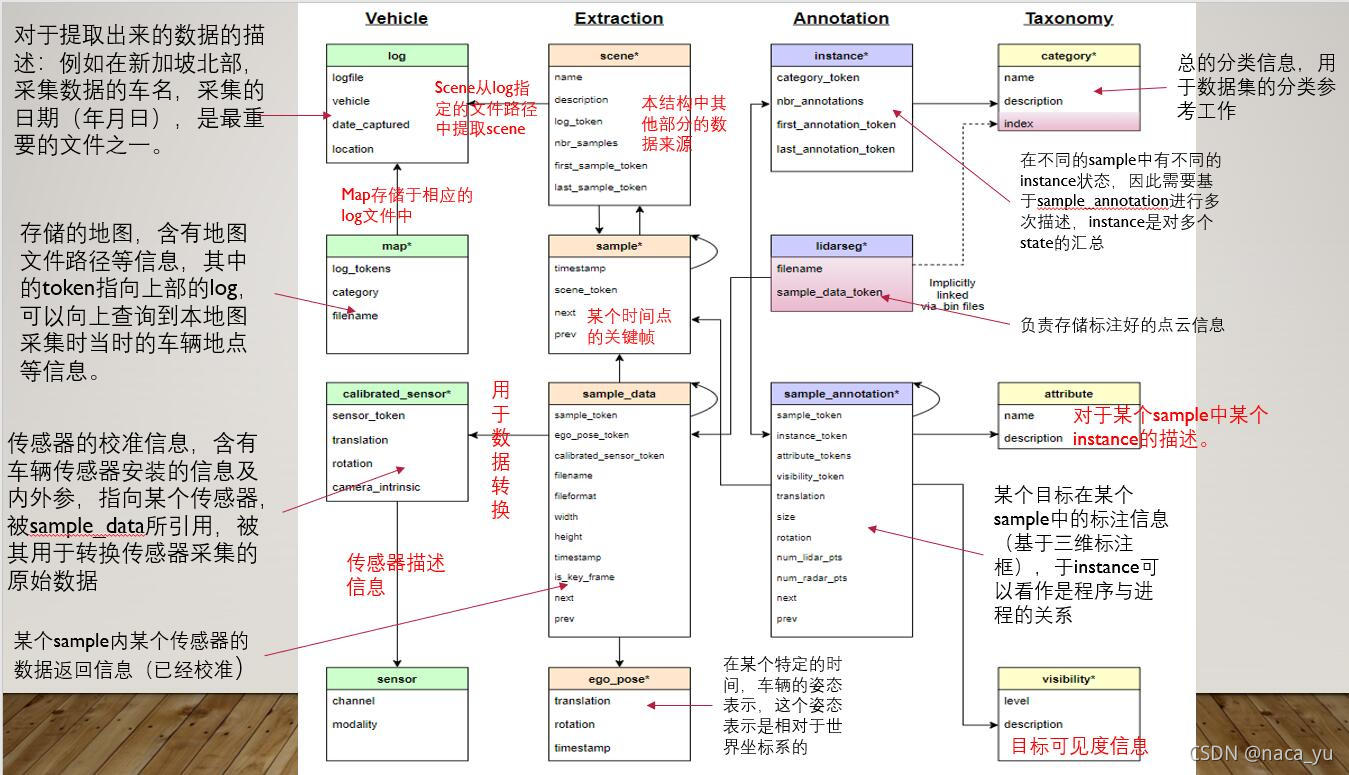 Vehicle
Extraction
Annotation
Taxonomy
对于提取出来的数据的描
述：例如在新加坡北部，
采集数据的车名，采集的
日期（年月日），是最重
要的文件之一。
log
logfile
vehicle
date_captured
location
Scene从log指
定的文件路径
中提取scene
scene*
name
description
log_token
nbr_samples
first_sample_token
last_sample_token
本结构中其
他部分的数
据来源
instance*
category_token
nbr_annotations
first_annotation_token
last_annotation_token
category*
name
description
index
总的分类信息，用
于数据集的分类参
考工作
在不同的sample中有不同的
instance状态，因此需要基
于sample_annotation进行多
次描述，instance是对多个
state的汇总
Map存储于相应的
log文件中
存储的地图，含有地图
文件路径等信息，其中
的token指向上部的log，
可以向上查询到本地图
采集时当时的车辆地点
等信息。
map*
log_tokens
category
filename
sample*
timestamp
scene_token
next
prev
某个时间点
的关键帧
lidarseg*
filename
sample_data_token
Implicitly
linked
via .bin files
负责存储标注好的点云信息
传感器的校准信息，含有
车辆传感器安装的信息及
内外参，指向某个传感器，
被sample_data所引用，被
其用于转换传感器采集的
原始数据
calibrated_sensor*
sensor_token
translation
rotation
camera_intrinsic
用
于
数
据
转
换
sample_data
sample_token
ego_pose_token
calibrated_sensor_token
filename
fileformat
width
height
timestamp
is_key_frame
next
prev
sample_annotation*
sample_token
instance_token
attribute_tokens
visibility_token
translation
size
rotation
num_lidar_pts
num_radar_pts
next
prev
attribute
name
description
对于某个sample中某个
instance的描述。
某个目标在某个
sample中的标注信息
（基于三维标注
框），于instance可
以看作是程序与进
程的关系
传感器描述
信息
某个sample内某个传感器的
数据返回信息（已经校准）
sensor
channel
modality
ego_pose*
translation
rotation
timestamp
在某个特定的时
间，车辆的姿态
表示，这个姿态
表示是相对于世
界坐标系的
visibility*
level
description
目标可见度信息
CSDN @naca_yu